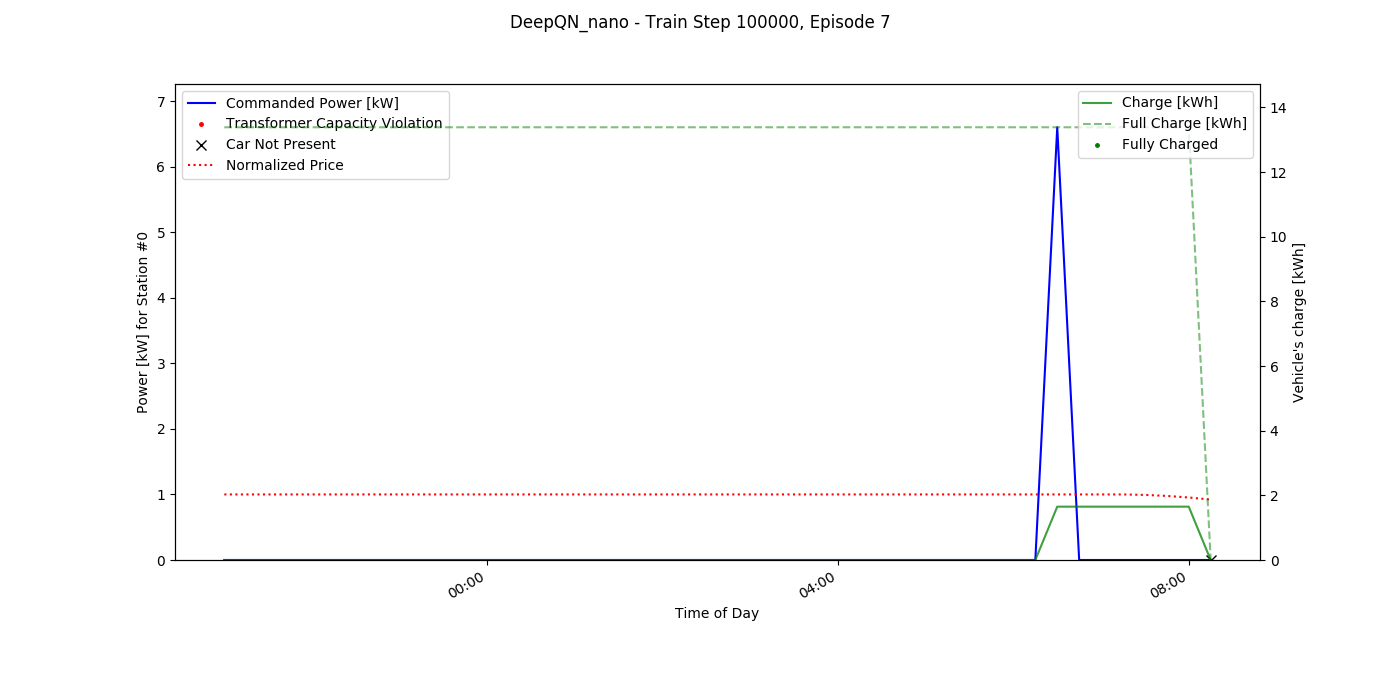 DeepQN_nano - Train Step 100000, Episode 7
Commanded Power [kW]
Transformer Capacity Violation
Car Not Present
Normalized Price
Charge [kWh]
Full Charge [kWh]
Fully Charged
7
6
5
4
3
2
1
0
Power [kW] for Station #0
14
12
10
8
6
4
2
0
Vehicle's charge [kWh]
00:00
04:00
08:00
Time of Day